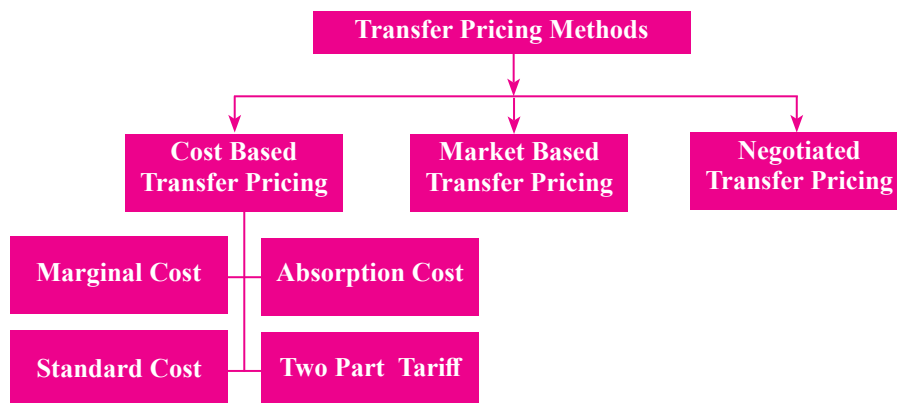 Transfer Pricing Methods
Cost Based
Transfer Pricing
Market Based
Transfer Pricing
Negotiated
Transfer Pricing
Marginal Cost
Absorption Cost
Standard Cost
Two Part Tariff